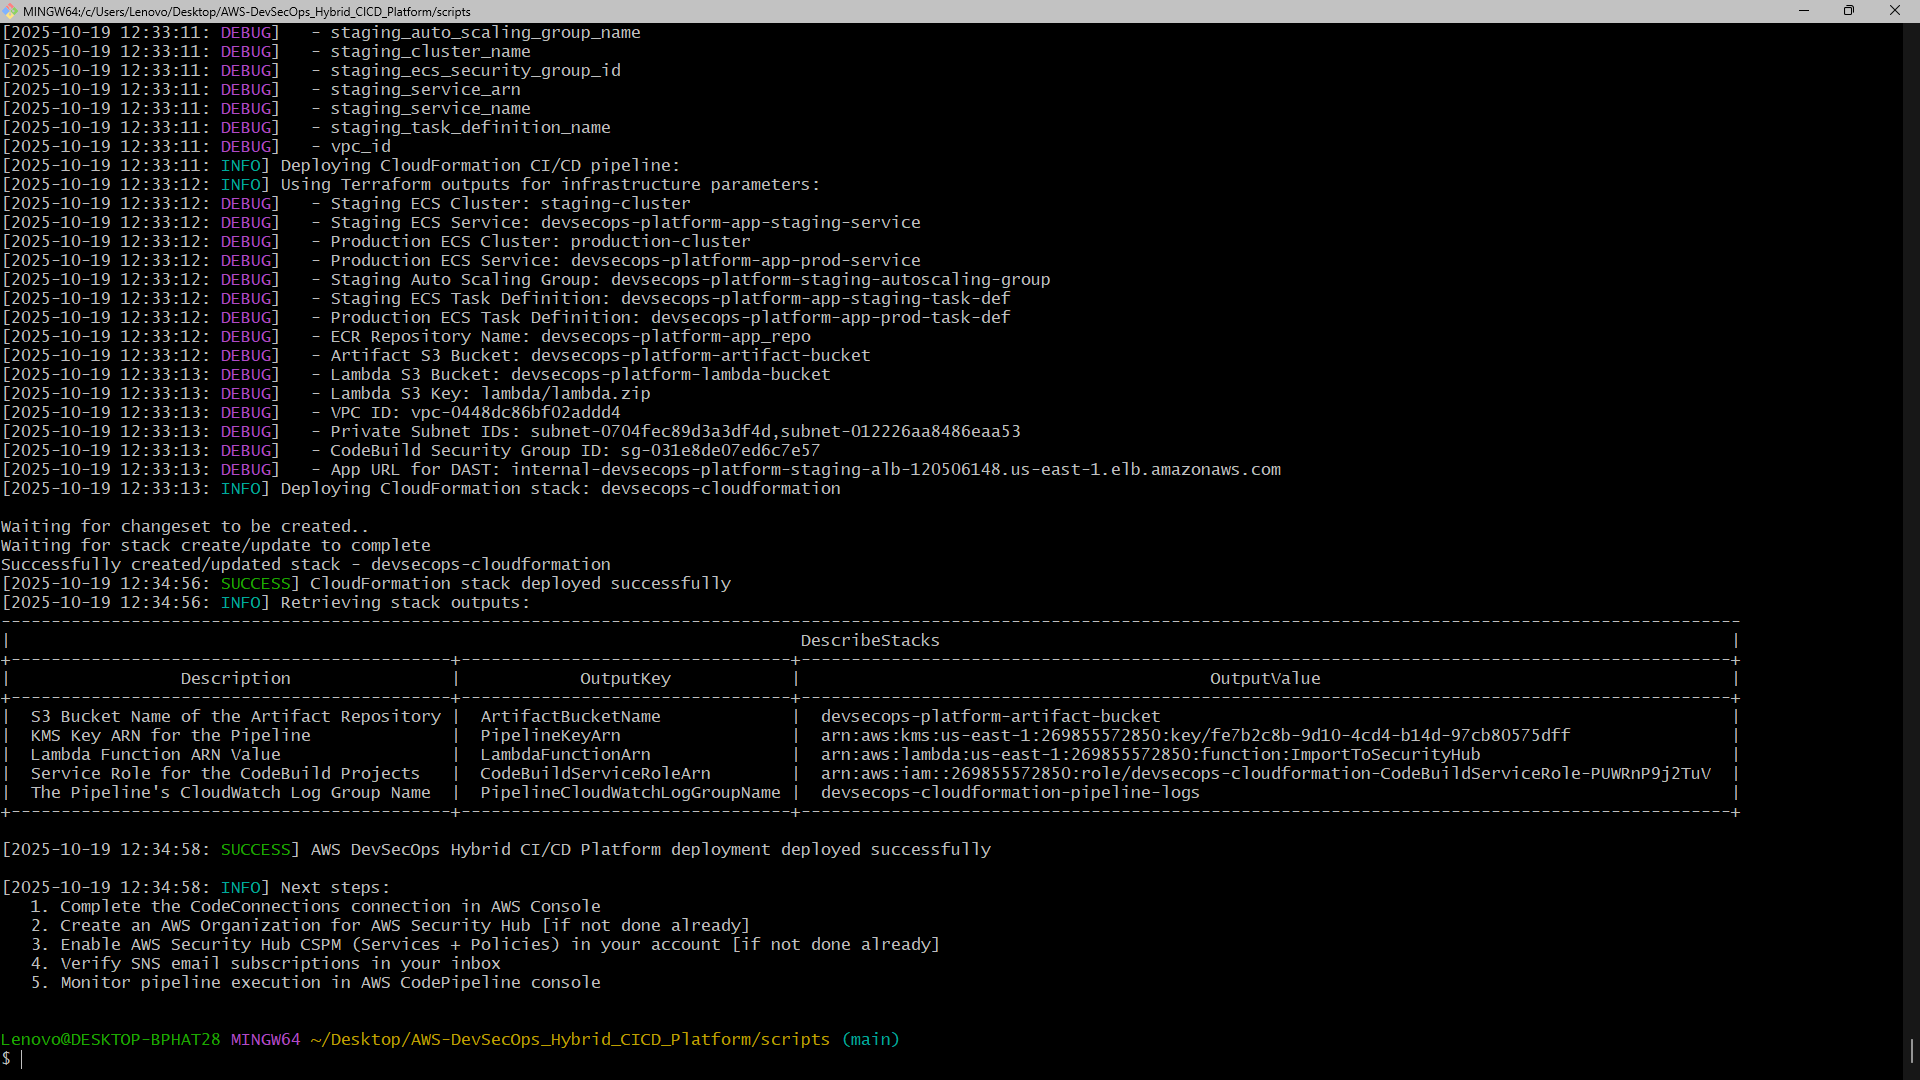 MINGW64:/c/Users/Lenovo/Desktop/AWS-DevSecOps_Hybrid_CICD_Platform/scripts
[2025-10-19 12:33:11: DEBUG]   - staging_auto_scaling_group_name
[2025-10-19 12:33:11: DEBUG]   - staging_cluster_name
[2025-10-19 12:33:11: DEBUG]   - staging_ecs_security_group_id
[2025-10-19 12:33:11: DEBUG]   - staging_service_arn
[2025-10-19 12:33:11: DEBUG]   - staging_service_name
[2025-10-19 12:33:11: DEBUG]   - staging_task_definition_name
[2025-10-19 12:33:11: DEBUG]   - vpc_id
[2025-10-19 12:33:11: INFO] Deploying CloudFormation CI/CD pipeline:
[2025-10-19 12:33:12: INFO] Using Terraform outputs for infrastructure parameters:
[2025-10-19 12:33:12: DEBUG]   - Staging ECS Cluster: staging-cluster
[2025-10-19 12:33:12: DEBUG]   - Staging ECS Service: devsecops-platform-app-staging-service
[2025-10-19 12:33:12: DEBUG]   - Production ECS Cluster: production-cluster
[2025-10-19 12:33:12: DEBUG]   - Production ECS Service: devsecops-platform-app-prod-service
[2025-10-19 12:33:12: DEBUG]   - Staging Auto Scaling Group: devsecops-platform-staging-autoscaling-group
[2025-10-19 12:33:12: DEBUG]   - Staging ECS Task Definition: devsecops-platform-app-staging-task-def
[2025-10-19 12:33:12: DEBUG]   - Production ECS Task Definition: devsecops-platform-app-prod-task-def
[2025-10-19 12:33:12: DEBUG]   - ECR Repository Name: devsecops-platform-app_repo
[2025-10-19 12:33:12: DEBUG]   - Artifact S3 Bucket: devsecops-platform-artifact-bucket
[2025-10-19 12:33:13: DEBUG]   - Lambda S3 Bucket: devsecops-platform-lambda-bucket
[2025-10-19 12:33:13: DEBUG]   - Lambda S3 Key: lambda/lambda.zip
[2025-10-19 12:33:13: DEBUG]   - VPC ID: vpc-0448dc86bf02addd4
[2025-10-19 12:33:13: DEBUG]   - Private Subnet IDs: subnet-0704fec89d3a3df4d,subnet-012226aa8486eaa53
[2025-10-19 12:33:13: DEBUG]   - CodeBuild Security Group ID: sg-031e8de07ed6c7e57
[2025-10-19 12:33:13: DEBUG]   - App URL for DAST: internal-devsecops-platform-staging-alb-120506148.us-east-1.elb.amazonaws.com
[2025-10-19 12:33:13: INFO] Deploying CloudFormation stack: devsecops-cloudformation
Waiting for changeset to be created..
Waiting for stack create/update to complete
Successfully created/updated stack - devsecops-cloudformation
[2025-10-19 12:34:56: SUCCESS] CloudFormation stack deployed successfully
[2025-10-19 12:34:56: INFO] Retrieving stack outputs:
| DescribeStacks |
| Description | OutputKey | OutputValue |
| S3 Bucket Name of the Artifact Repository | ArtifactBucketName | devsecops-platform-artifact-bucket |
| KMS Key ARN for the Pipeline | PipelineKeyArn | arn:aws:kms:us-east-1:269855572850:key/fe7b2c8b-9d10-4cd4-b14d-97cb80575dff |
| Lambda Function ARN Value | LambdaFunctionArn | arn:aws:lambda:us-east-1:269855572850:function:ImportToSecurityHub |
| Service Role for the CodeBuild Projects | CodeBuildServiceRoleArn | arn:aws:iam::269855572850:role/devsecops-cloudformation-CodeBuildServiceRole-PUWRnP9j2TuV |
| The Pipeline's CloudWatch Log Group Name | PipelineCloudWatchLogGroupName | devsecops-cloudformation-pipeline-logs |
[2025-10-19 12:34:58: SUCCESS] AWS DevSecOps Hybrid CI/CD Platform deployment deployed successfully
[2025-10-19 12:34:58: INFO] Next steps:
1. Complete the CodeConnections connection in AWS Console
2. Create an AWS Organization for AWS Security Hub [if not done already]
3. Enable AWS Security Hub CSPM (Services + Policies) in your account [if not done already]
4. Verify SNS email subscriptions in your inbox
5. Monitor pipeline execution in AWS CodePipeline console
Lenovo@DESKTOP-BPHAT28 MINGW64 ~/Desktop/AWS-DevSecOps_Hybrid_CICD_Platform/scripts (main)
$